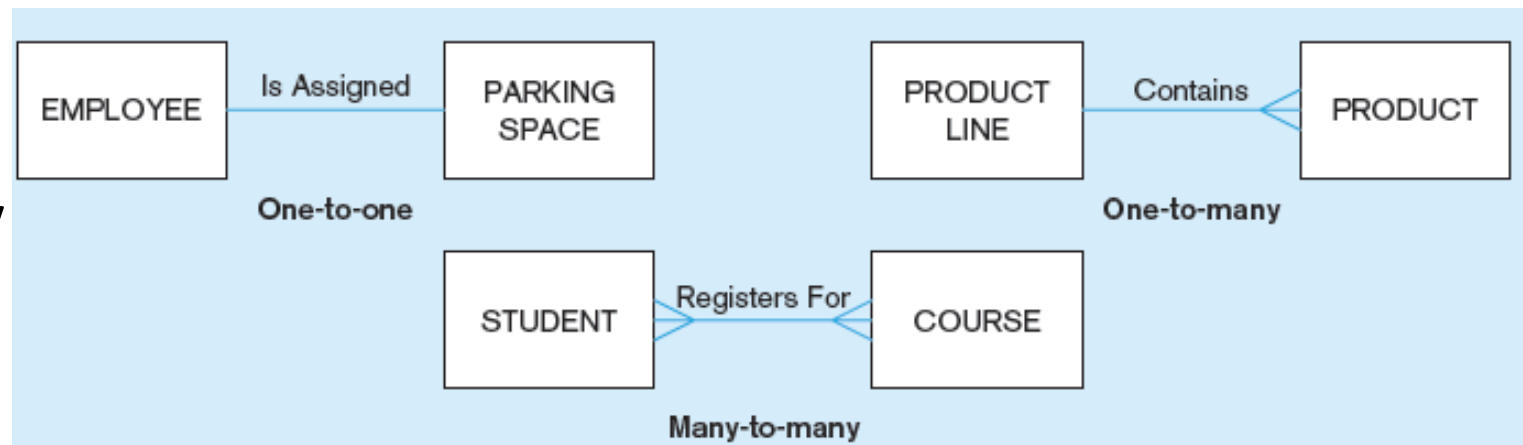 EMPLOYEE
Is Assigned
PARKING
SPACE
One-to-one
PRODUCT
LINE
Contains
PRODUCT
One-to-many
STUDENT
Registers For
COURSE
Many-to-many